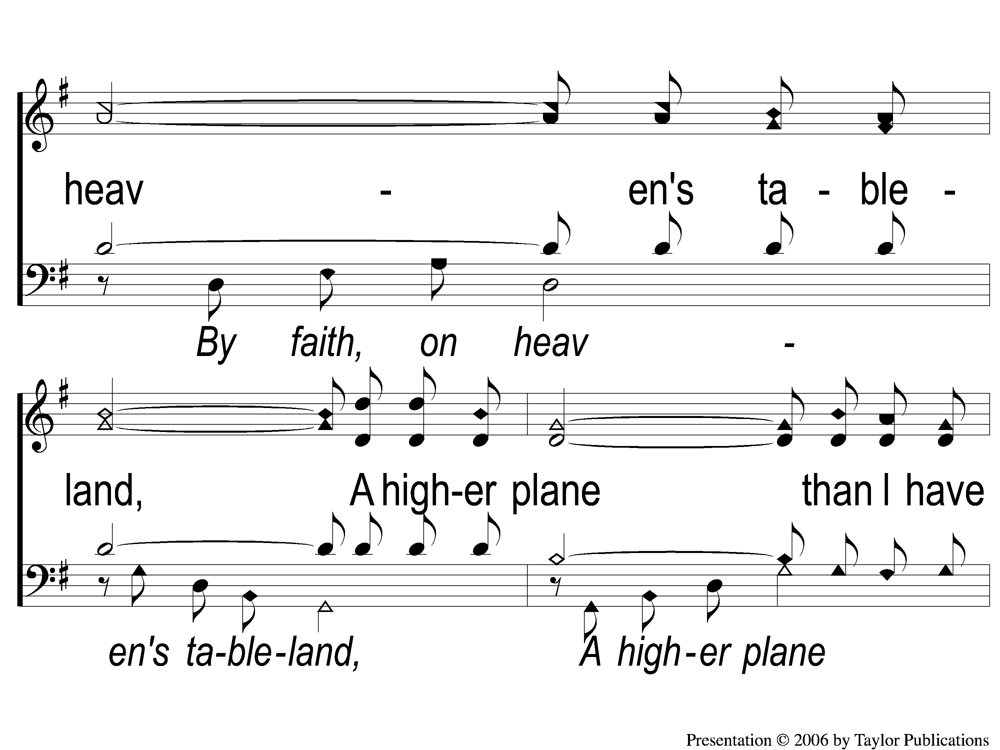 heav - en's ta - ble -
By faith, on heav -
land, A high-er plane than I have
en's ta-ble-land, A high-er plane
Presentation © 2006 by Taylor Publications